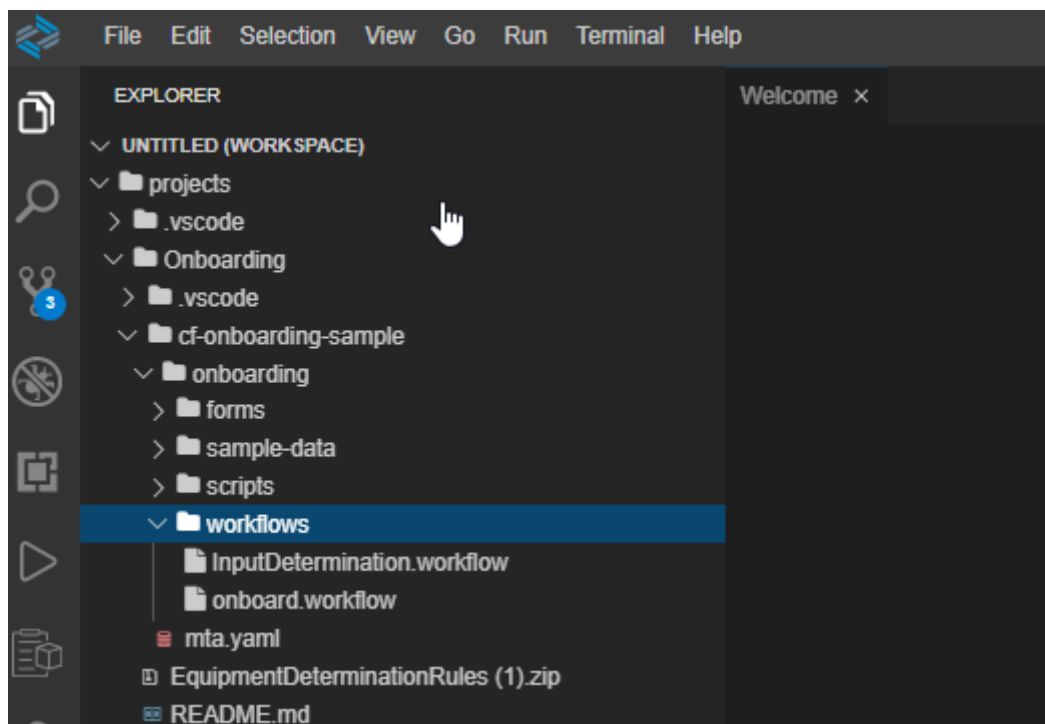 File Edit Selection View Go Run Terminal Help
EXPLORER
Welcome ×
UNTITLED (WORKSPACE)
projects
.vscode
Onboarding
3
.vscode
cf-onboarding-sample
onboarding
forms
sample-data
scripts
workflows
InputDetermination.workflow
onboard.workflow
mta.yaml
EquipmentDeterminationRules (1).zip
README.md